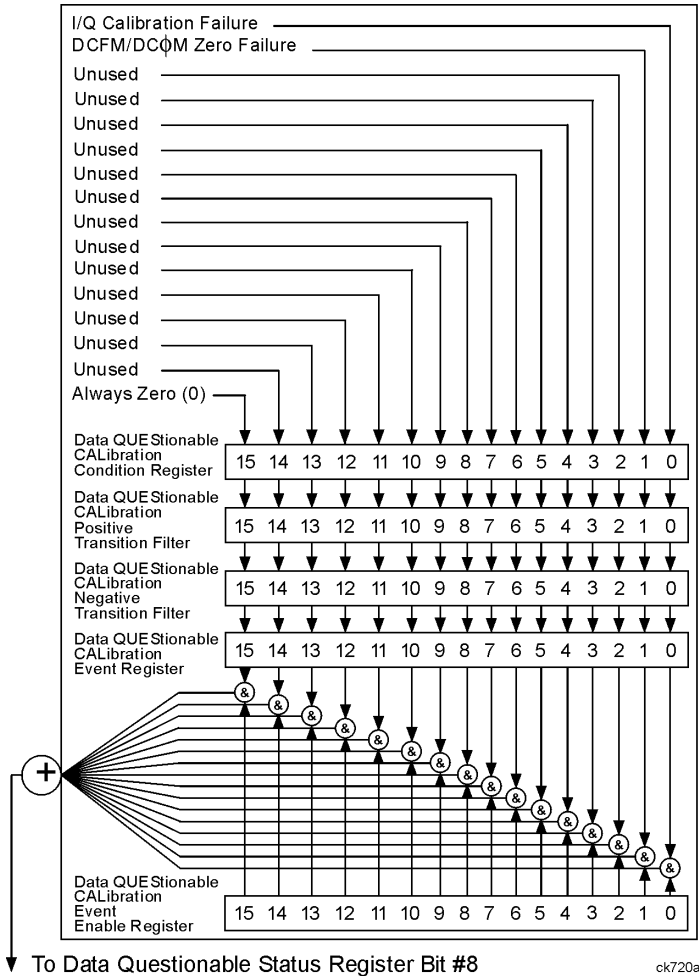 I/Q Calibration Failure
DCFM/DCϕM Zero Failure
Unused
Unused
Unused
Unused
Unused
Unused
Unused
Unused
Unused
Unused
Unused
Unused
Unused
Always Zero (0)
Data QUEStionable
CALibration
Condition Register
15 14 13 12 11 10 9 8 7 6 5 4 3 2 1 0
Data QUEStionable
CALibration
Positive
Transition Filter
15 14 13 12 11 10 9 8 7 6 5 4 3 2 1 0
Data QUEStionable
CALibration
Negative
Transition Filter
15 14 13 12 11 10 9 8 7 6 5 4 3 2 1 0
Data QUEStionable
CALibration
Event Register
15 14 13 12 11 10 9 8 7 6 5 4 3 2 1 0
& & & & & & & & & & & & & & & &
+
Data QUEStionable
CALibration
Event
Enable Register
15 14 13 12 11 10 9 8 7 6 5 4 3 2 1 0
To Data Questionable Status Register Bit #8
ck720a